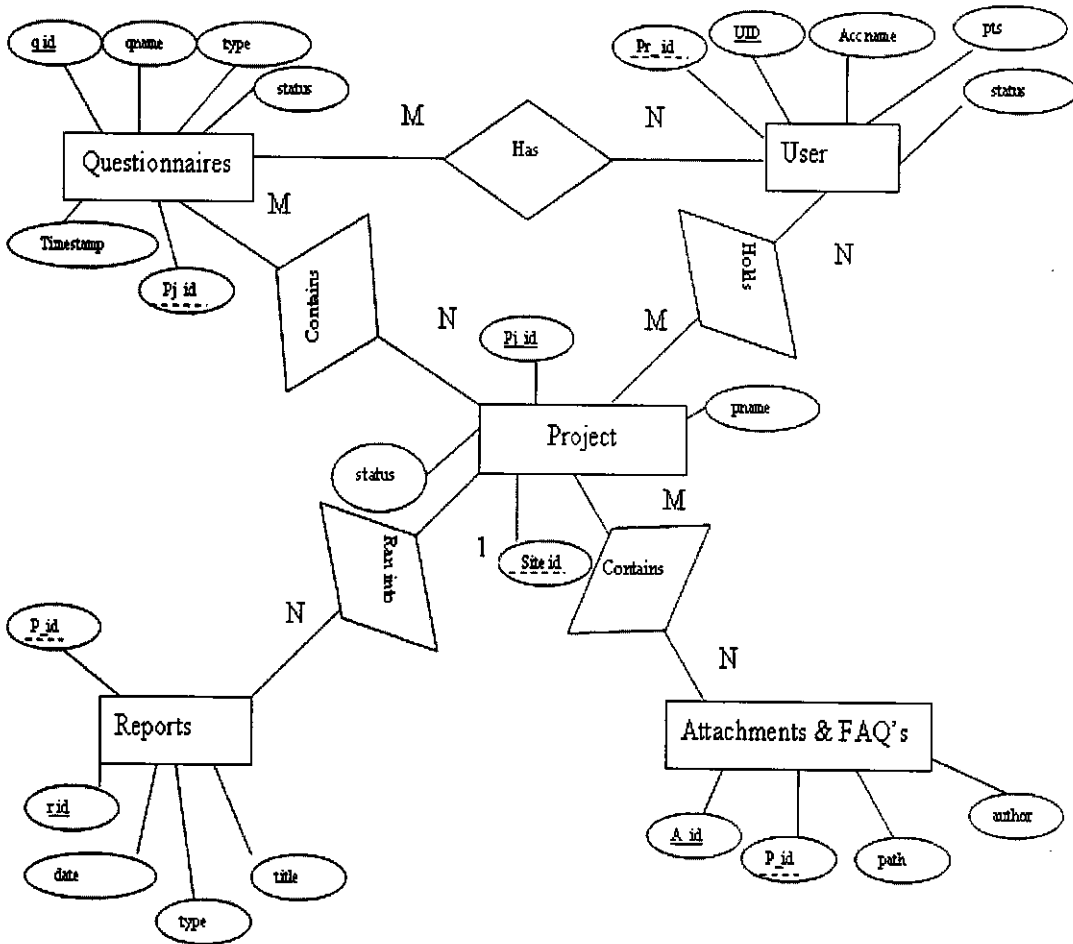 q id
qname
type
status
Pr_id
UID
Acc name
pts
status
M
N
Questionnaires
Has
User
M
Timestamp
Pj id
Contains
Holds
N
N
M
Pj id
pname
Project
status
M
Ran into
1
Site id
Contains
N
N
P_id
Reports
Attachments & FAQ's
r id
date
type
title
A id
P_id
path
author